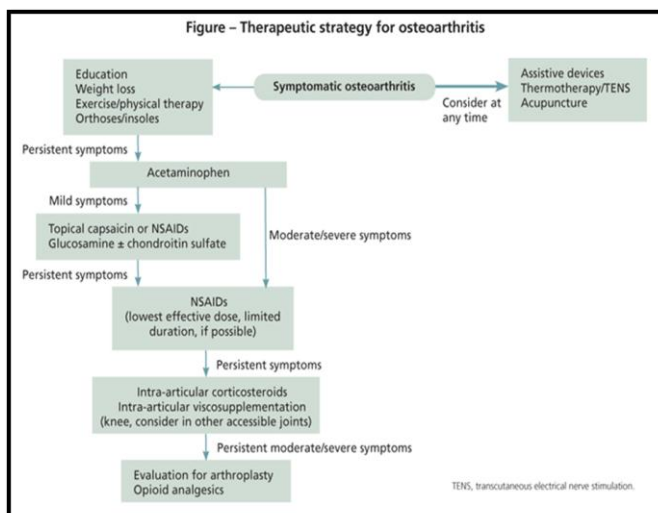 Figure – Therapeutic strategy for osteoarthritis
Education
Weight loss
Exercise/physical therapy
Orthoses/insoles
Symptomatic osteoarthritis
Consider at
any time
Assistive devices
Thermotherapy/TENS
Acupuncture
Persistent symptoms
Acetaminophen
Mild symptoms
Moderate/severe symptoms
Topical capsaicin or NSAIDs
Glucosamine ± chondroitin sulfate
Persistent symptoms
NSAIDs
(lowest effective dose, limited
duration, if possible)
Persistent symptoms
Intra-articular corticosteroids
Intra-articular viscosupplementation
(knee, consider in other accessible joints)
Persistent moderate/severe symptoms
Evaluation for arthroplasty
Opioid analgesics
TENS, transcutaneous electrical nerve stimulation.